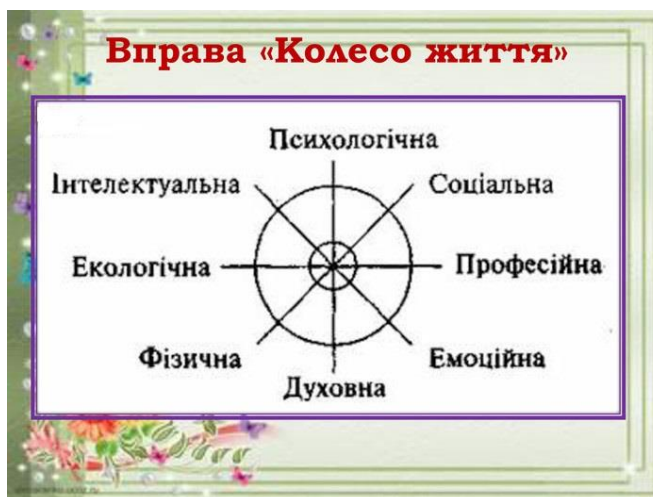 Вправа «Колесо життя»
Психологічна
Інтелектуальна
Соціальна
Екологічна
Професійна
Фізична
Емоційна
Духовна